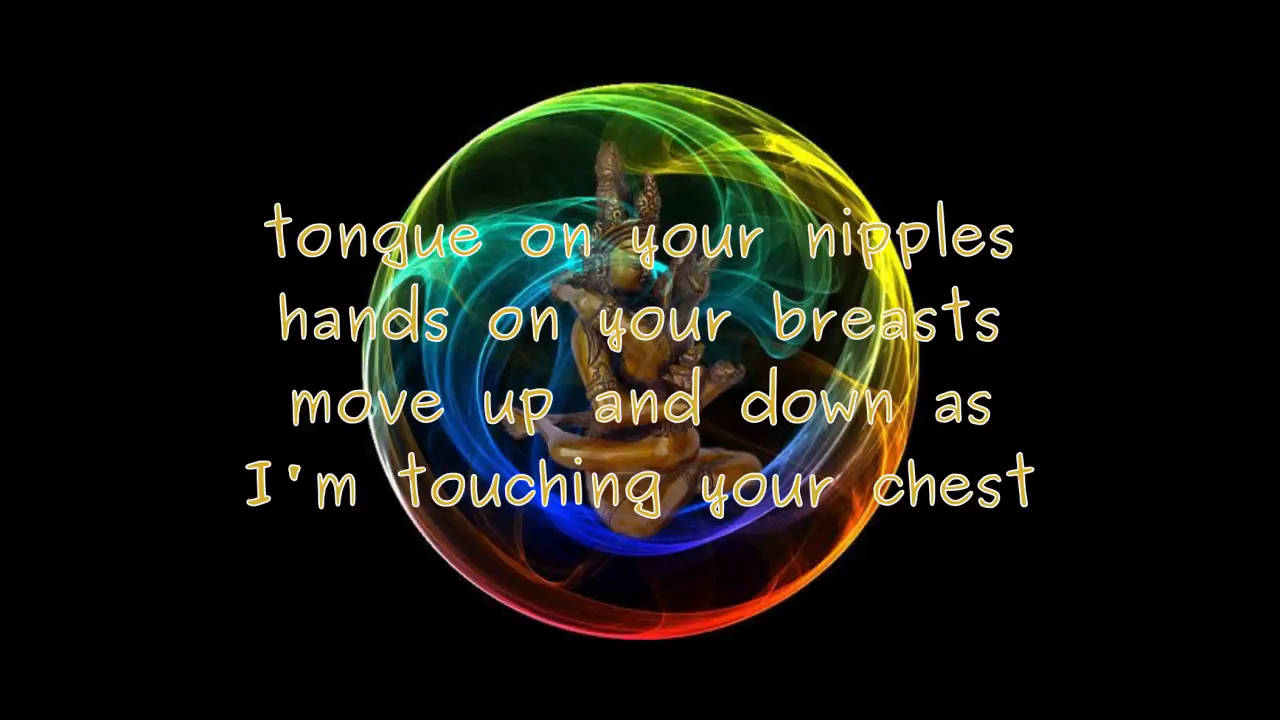 tongue on your nipples
hands on your breasts
move up and down as
I'm touching your chest